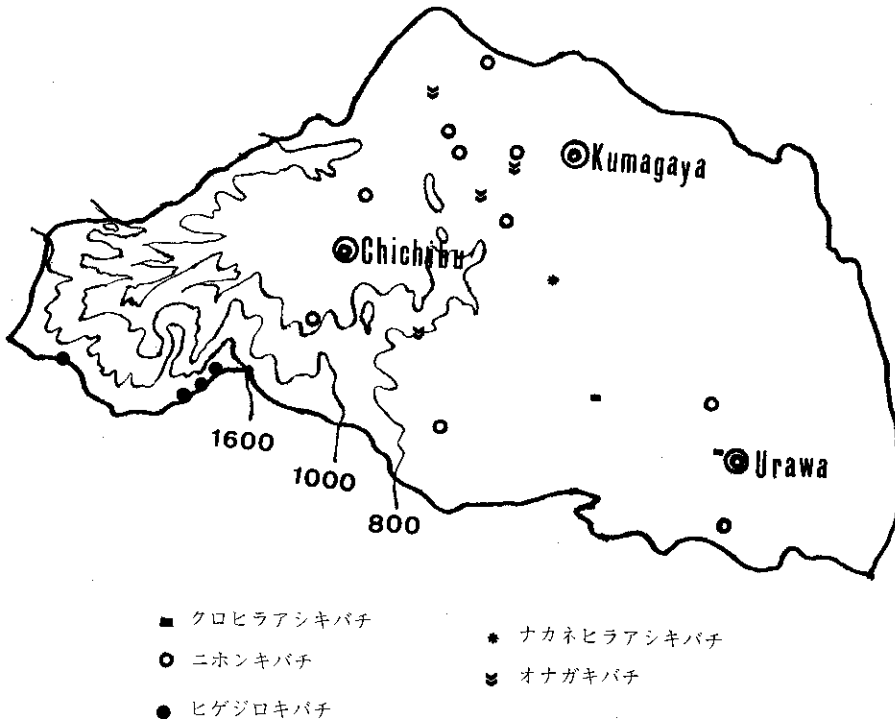 Kumagaya
Chichibu
1600
1000
800
Urawa
クロヒラアシキバチ
ニホンキバチ
ヒゲジロキバチ
ナカネヒラアシキバチ
オナガキバチ